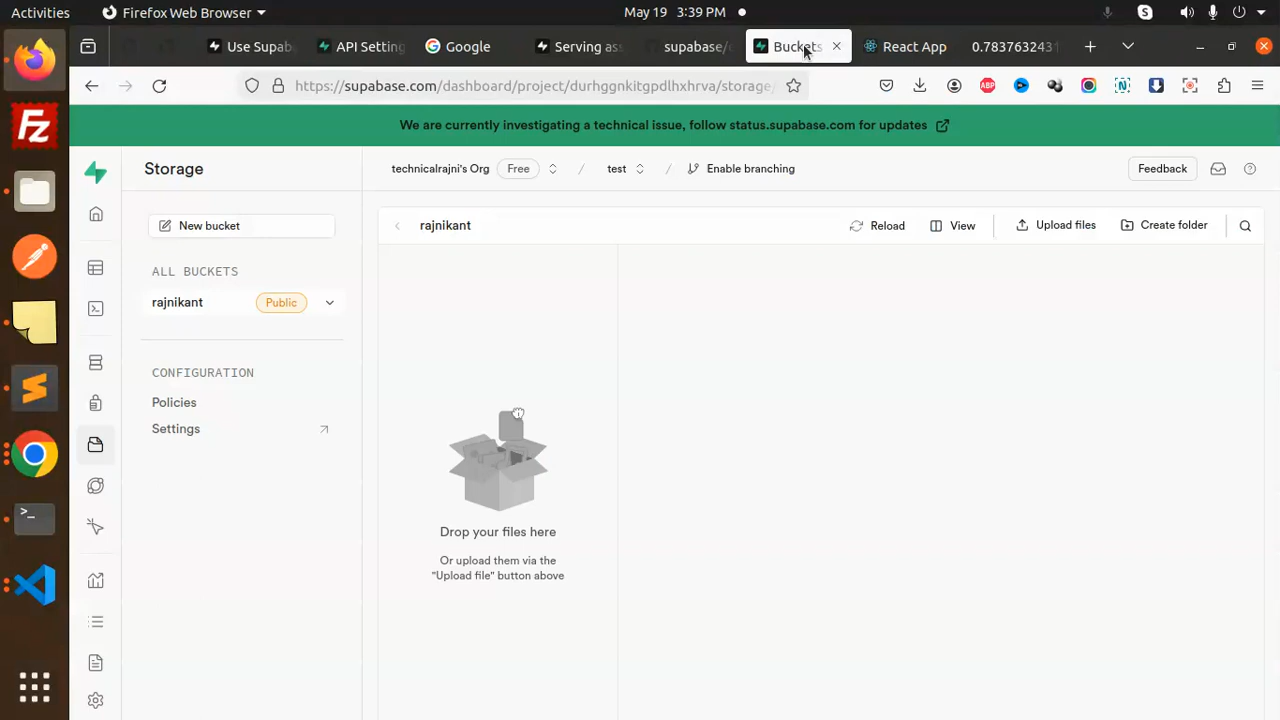 Activities
Firefox Web Browser
May 19 3:39 PM
Use Supab
API Setting
Google
Serving ass
supabase/
Buckets
React App
0.783763243
https://supabase.com/dashboard/project/durhggnkitgpdlhxhrva/storage/
We are currently investigating a technical issue, follow status.supabase.com for updates
Storage
technicalrajni's Org
Free
/
test
/
Enable branching
Feedback
New bucket
rajnikant
Reload
View
Upload files
Create folder
ALL BUCKETS
rajnikant
Public
CONFIGURATION
Policies
Settings
Drop your files here
Or upload them via the
"Upload file" button above